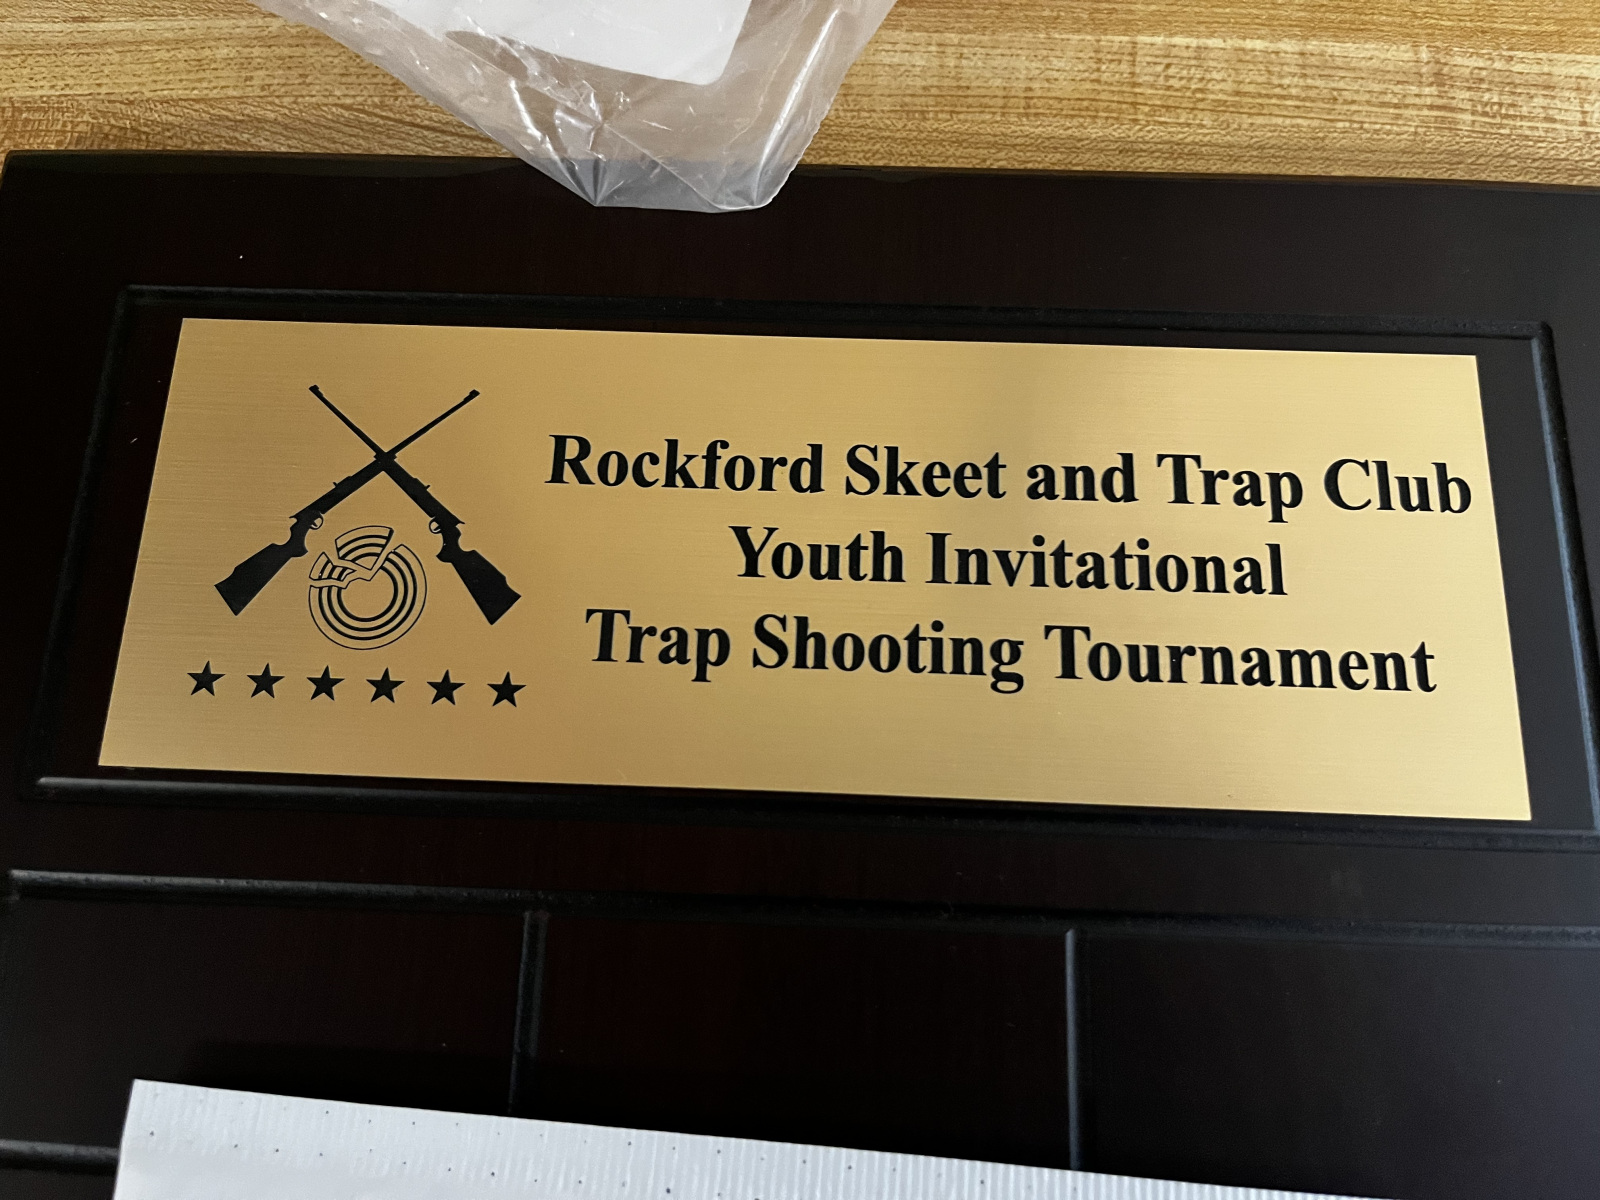 Rockford Skeet and Trap Club
Youth Invitational
Trap Shooting Tournament